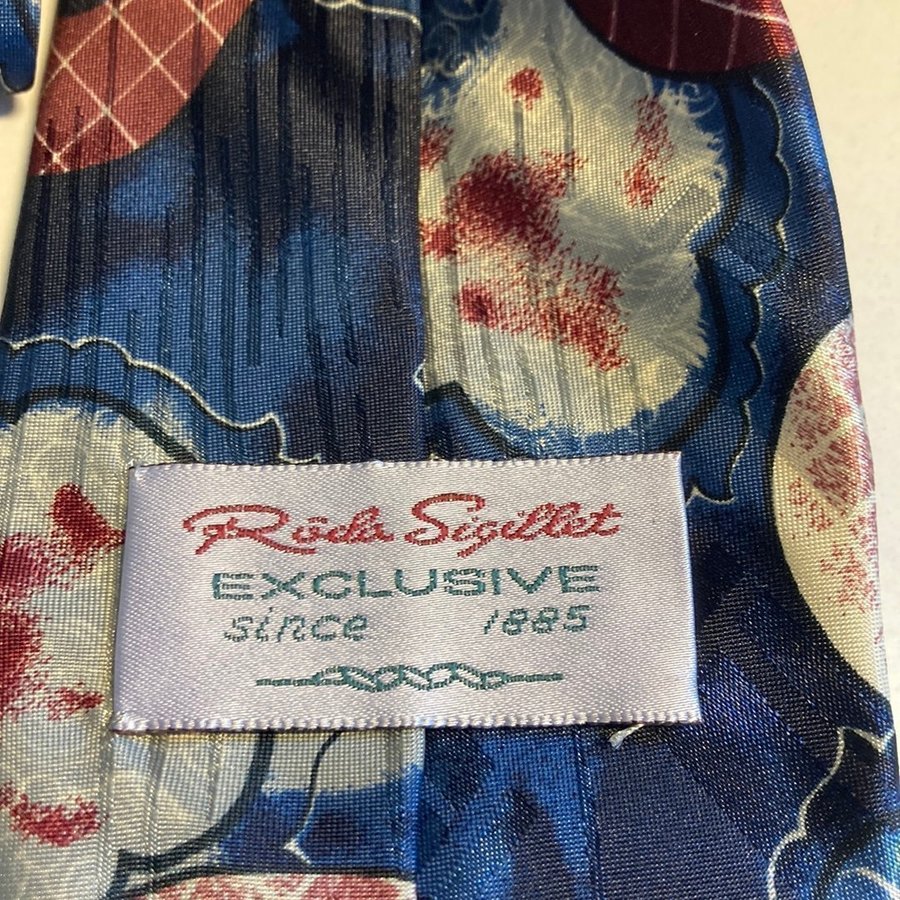 Röda Sigillet
EXCLUSIVE
since 1885